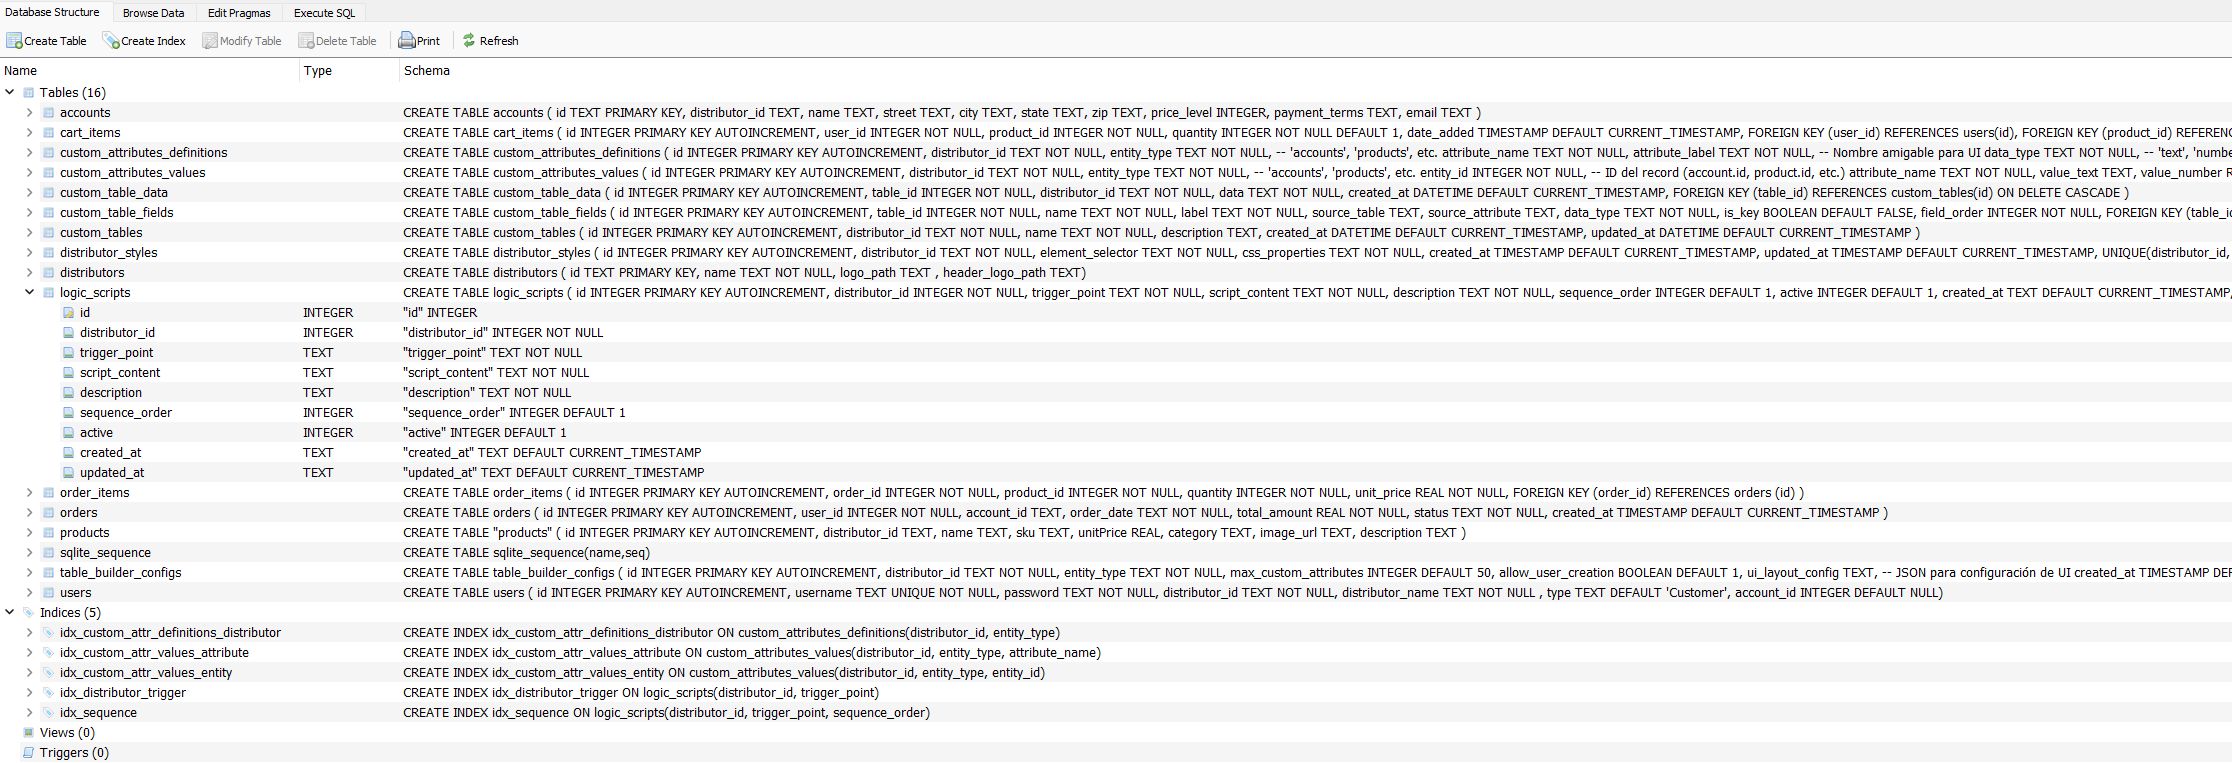 Database Structure Browse Data Edit Pragmas Execute SQL
Create Table Create Index Modify Table Delete Table Print Refresh
Name Type Schema
Tables (16)
accounts CREATE TABLE accounts ( id TEXT PRIMARY KEY, distributor_id TEXT, name TEXT, street TEXT, city TEXT, state TEXT, zip TEXT, price_level INTEGER, payment_terms TEXT, email TEXT )
cart_items CREATE TABLE cart_items ( id INTEGER PRIMARY KEY AUTOINCREMENT, user_id INTEGER NOT NULL, product_id INTEGER NOT NULL, quantity INTEGER NOT NULL DEFAULT 1, date_added TIMESTAMP DEFAULT CURRENT_TIMESTAMP, FOREIGN KEY (user_id) REFERENCES users(id), FOREIGN KEY (product_id) REFERENC
custom_attributes_definitions CREATE TABLE custom_attributes_definitions ( id INTEGER PRIMARY KEY AUTOINCREMENT, distributor_id TEXT NOT NULL, entity_type TEXT NOT NULL, -- 'accounts', 'products', etc. attribute_name TEXT NOT NULL, attribute_label TEXT NOT NULL, -- Nombre amigable para UI data_type TEXT NOT NULL, -- 'text', 'numbe
custom_attributes_values CREATE TABLE custom_attributes_values ( id INTEGER PRIMARY KEY AUTOINCREMENT, distributor_id TEXT NOT NULL, entity_type TEXT NOT NULL, -- 'accounts', 'products', etc. entity_id INTEGER NOT NULL, -- ID del record (account.id, product.id, etc.) attribute_name TEXT NOT NULL, value_text TEXT, value_number R
custom_table_data CREATE TABLE custom_table_data ( id INTEGER PRIMARY KEY AUTOINCREMENT, table_id INTEGER NOT NULL, distributor_id TEXT NOT NULL, data TEXT NOT NULL, created_at DATETIME DEFAULT CURRENT_TIMESTAMP, FOREIGN KEY (table_id) REFERENCES custom_tables(id) ON DELETE CASCADE )
custom_table_fields CREATE TABLE custom_table_fields ( id INTEGER PRIMARY KEY AUTOINCREMENT, table_id INTEGER NOT NULL, name TEXT NOT NULL, label TEXT NOT NULL, source_table TEXT, source_attribute TEXT, data_type TEXT NOT NULL, is_key BOOLEAN DEFAULT FALSE, field_order INTEGER NOT NULL, FOREIGN KEY (table_id
custom_tables CREATE TABLE custom_tables ( id INTEGER PRIMARY KEY AUTOINCREMENT, distributor_id TEXT NOT NULL, name TEXT NOT NULL, description TEXT, created_at DATETIME DEFAULT CURRENT_TIMESTAMP, updated_at DATETIME DEFAULT CURRENT_TIMESTAMP )
distributor_styles CREATE TABLE distributor_styles ( id INTEGER PRIMARY KEY AUTOINCREMENT, distributor_id TEXT NOT NULL, element_selector TEXT NOT NULL, css_properties TEXT NOT NULL, created_at TIMESTAMP DEFAULT CURRENT_TIMESTAMP, updated_at TIMESTAMP DEFAULT CURRENT_TIMESTAMP, UNIQUE(distributor_id,
distributors CREATE TABLE distributors ( id TEXT PRIMARY KEY, name TEXT NOT NULL, logo_path TEXT , header_logo_path TEXT)
logic_scripts CREATE TABLE logic_scripts ( id INTEGER PRIMARY KEY AUTOINCREMENT, distributor_id INTEGER NOT NULL, trigger_point TEXT NOT NULL, script_content TEXT NOT NULL, description TEXT NOT NULL, sequence_order INTEGER DEFAULT 1, active INTEGER DEFAULT 1, created_at TEXT DEFAULT CURRENT_TIMESTAMP,
id INTEGER "id" INTEGER
distributor_id INTEGER "distributor_id" INTEGER NOT NULL
trigger_point TEXT "trigger_point" TEXT NOT NULL
script_content TEXT "script_content" TEXT NOT NULL
description TEXT "description" TEXT NOT NULL
sequence_order INTEGER "sequence_order" INTEGER DEFAULT 1
active INTEGER "active" INTEGER DEFAULT 1
created_at TEXT "created_at" TEXT DEFAULT CURRENT_TIMESTAMP
updated_at TEXT "updated_at" TEXT DEFAULT CURRENT_TIMESTAMP
order_items CREATE TABLE order_items ( id INTEGER PRIMARY KEY AUTOINCREMENT, order_id INTEGER NOT NULL, product_id INTEGER NOT NULL, quantity INTEGER NOT NULL, unit_price REAL NOT NULL, FOREIGN KEY (order_id) REFERENCES orders (id) )
orders CREATE TABLE orders ( id INTEGER PRIMARY KEY AUTOINCREMENT, user_id INTEGER NOT NULL, account_id TEXT, order_date TEXT NOT NULL, total_amount REAL NOT NULL, status TEXT NOT NULL, created_at TIMESTAMP DEFAULT CURRENT_TIMESTAMP )
products CREATE TABLE "products" ( id INTEGER PRIMARY KEY AUTOINCREMENT, distributor_id TEXT, name TEXT, sku TEXT, unitPrice REAL, category TEXT, image_url TEXT, description TEXT )
sqlite_sequence CREATE TABLE sqlite_sequence(name,seq)
table_builder_configs CREATE TABLE table_builder_configs ( id INTEGER PRIMARY KEY AUTOINCREMENT, distributor_id TEXT NOT NULL, entity_type TEXT NOT NULL, max_custom_attributes INTEGER DEFAULT 50, allow_user_creation BOOLEAN DEFAULT 1, ui_layout_config TEXT, -- JSON para configuración de UI created_at TIMESTAMP DEF
users CREATE TABLE users ( id INTEGER PRIMARY KEY AUTOINCREMENT, username TEXT UNIQUE NOT NULL, password TEXT NOT NULL, distributor_id TEXT NOT NULL, distributor_name TEXT NOT NULL , type TEXT DEFAULT 'Customer', account_id INTEGER DEFAULT NULL)
Indices (5)
idx_custom_attr_definitions_distributor CREATE INDEX idx_custom_attr_definitions_distributor ON custom_attributes_definitions(distributor_id, entity_type)
idx_custom_attr_values_attribute CREATE INDEX idx_custom_attr_values_attribute ON custom_attributes_values(distributor_id, entity_type, attribute_name)
idx_custom_attr_values_entity CREATE INDEX idx_custom_attr_values_entity ON custom_attributes_values(distributor_id, entity_type, entity_id)
idx_distributor_trigger CREATE INDEX idx_distributor_trigger ON logic_scripts(distributor_id, trigger_point)
idx_sequence CREATE INDEX idx_sequence ON logic_scripts(distributor_id, trigger_point, sequence_order)
Views (0)
Triggers (0)